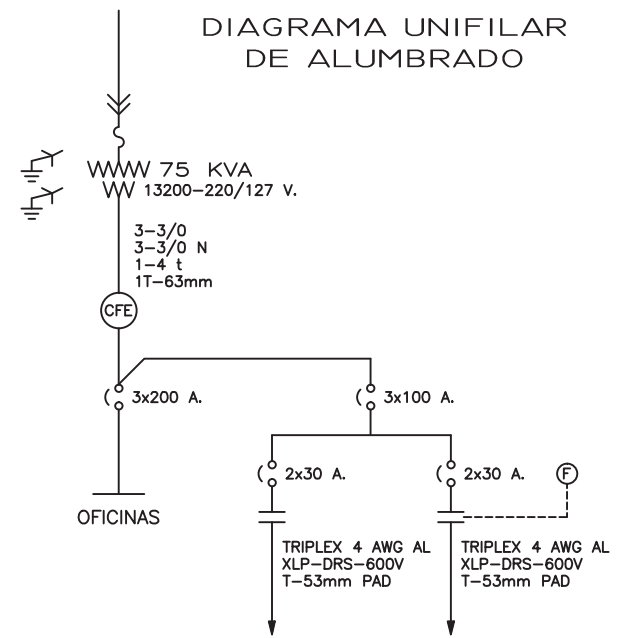 DIAGRAMA UNIFILAR
DE ALUMBRADO
75 KVA
13200-220/127 V.
3-3/0
3-3/0 N
1-4 t
1T-63mm
CFE
3x200 A.
3x100 A.
2x30 A.
2x30 A.
F
OFICINAS
TRIPLEX 4 AWG AL
XLP-DRS-600V
T-53mm PAD
TRIPLEX 4 AWG AL
XLP-DRS-600V
T-53mm PAD